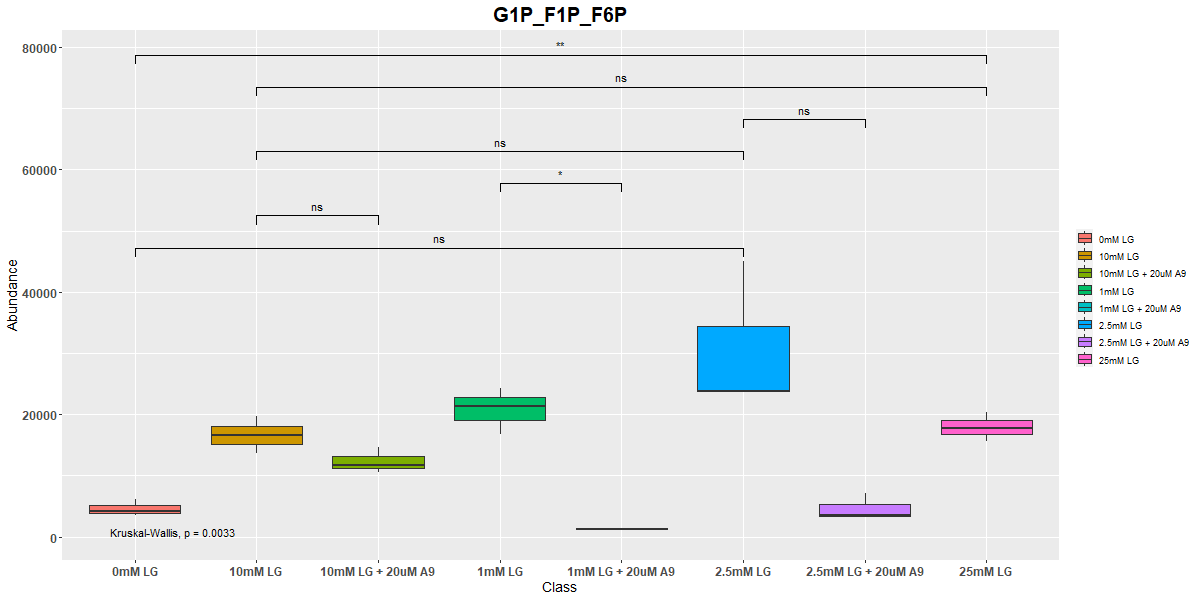 G1P_F1P_F6P
**
ns
ns
ns
*
ns
ns
80000
60000
40000
20000
0
Abundance
Kruskal-Wallis, p = 0.0033
0mM LG
10mM LG
10mM LG + 20uM A9
1mM LG
1mM LG + 20uM A9
2.5mM LG
2.5mM LG + 20uM A9
25mM LG
Class
0mM LG
10mM LG
10mM LG + 20uM A9
1mM LG
1mM LG + 20uM A9
2.5mM LG
2.5mM LG + 20uM A9
25mM LG